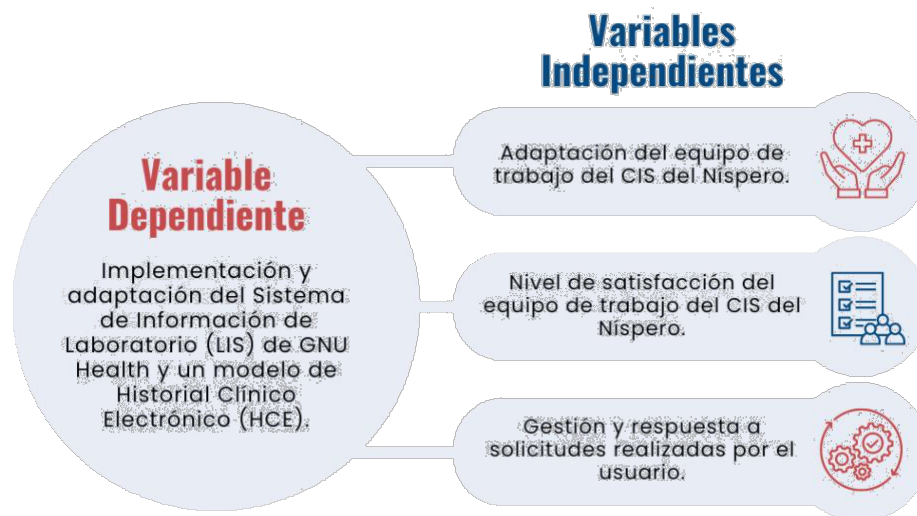 Variables
Independientes
Variable
Dependiente
Implementación y
adaptación del Sistema
de Información de
Laboratorio (LIS) de GNU
Health y un modelo de
Historial Clínico
Electrónico (HCE).
Adaptación del equipo de
trabajo del CIS del Níspero.
Nivel de satisfacción del
equipo de trabajo del CIS del
Níspero.
Gestión y respuesta a
solicitudes realizadas por el
usuario.